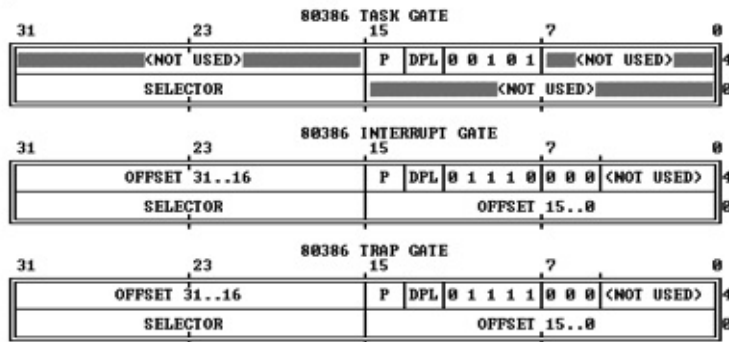 80386 TASK GATE
31 23 15 7 0
<NOT USED> P DPL 0 0 1 0 1 <NOT USED> 4
SELECTOR <NOT USED> 0
80386 INTERRUPT GATE
31 23 15 7 0
OFFSET 31..16 P DPL 0 1 1 1 0 0 0 0 <NOT USED> 4
SELECTOR OFFSET 15..0 0
80386 TRAP GATE
31 23 15 7 0
OFFSET 31..16 P DPL 0 1 1 1 1 0 0 0 <NOT USED> 4
SELECTOR OFFSET 15..0 0